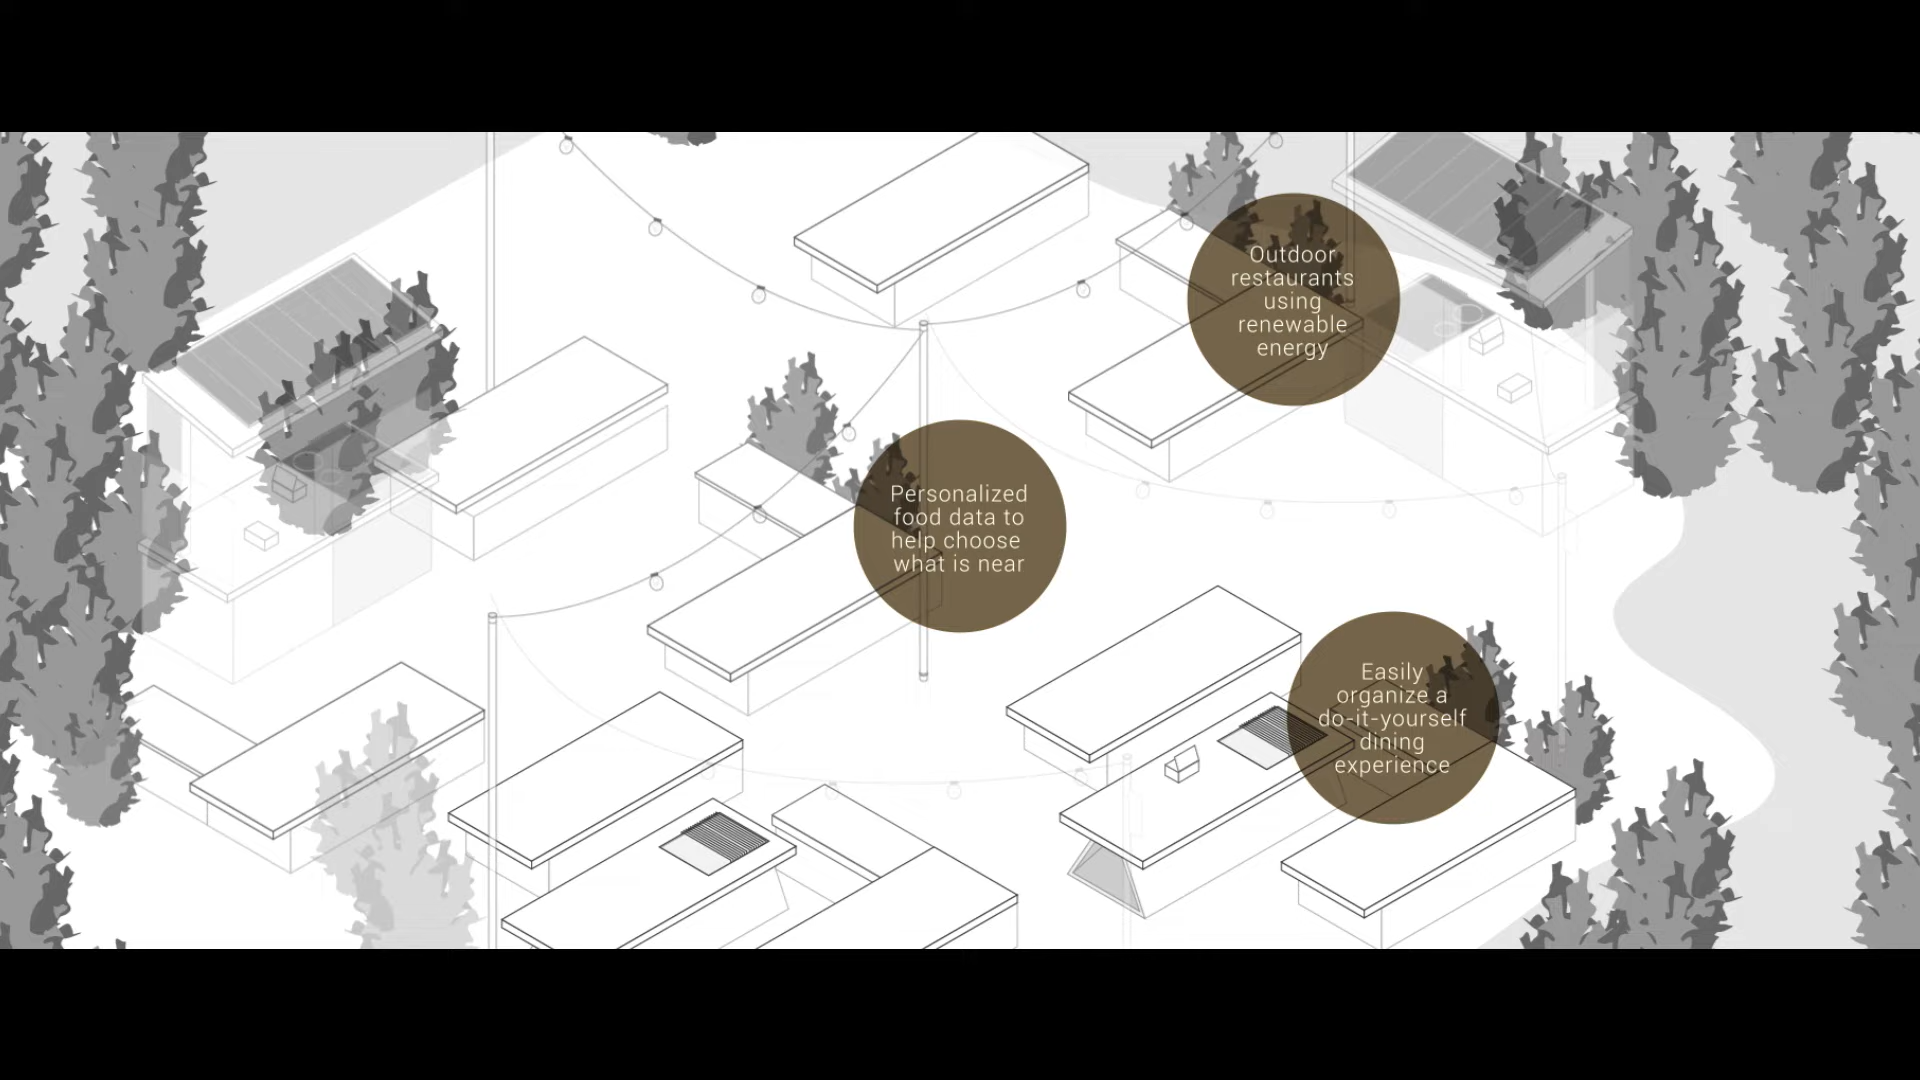 Outdoor
restaurants
using
renewable
energy
Personalized
food data to
help choose
what is near
Easily
organize a
do-it-yourself
dining
experience